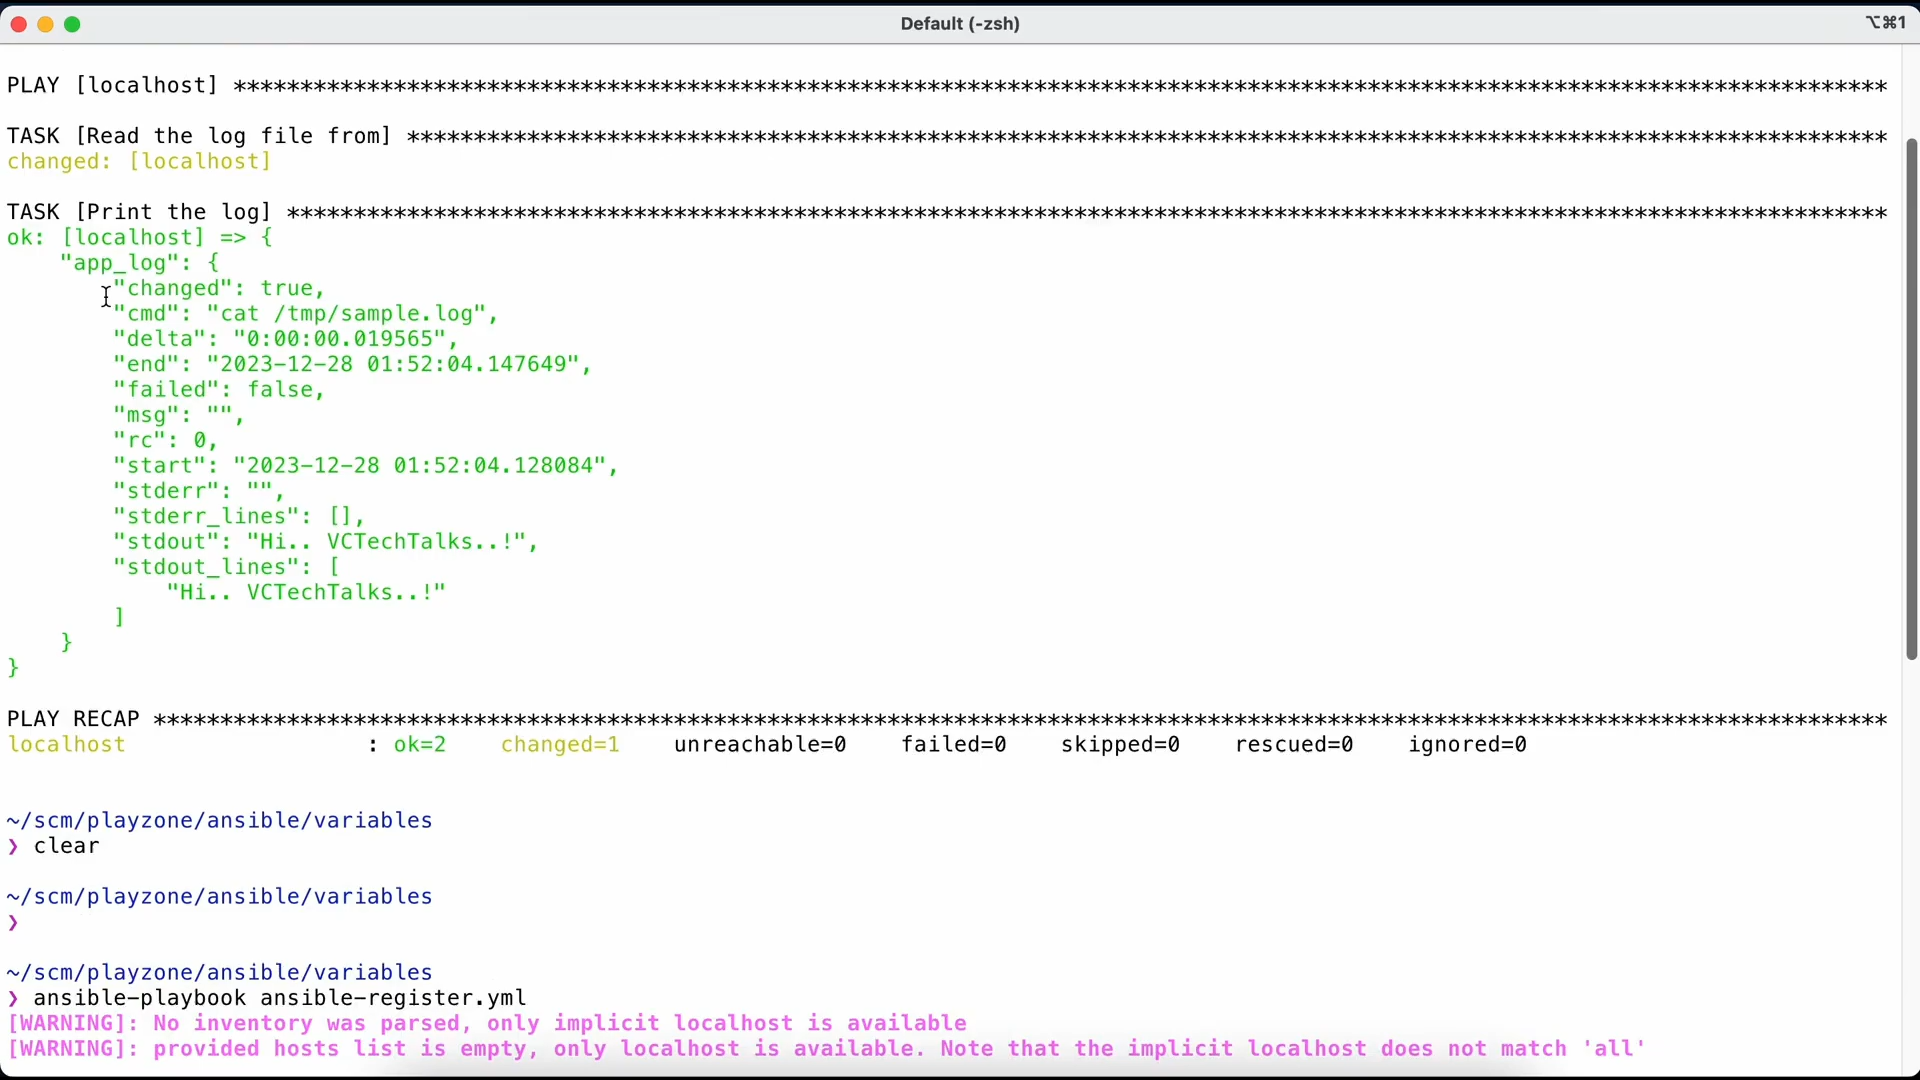 Default (-zsh)
⌥⌘1
PLAY [localhost] ****************************************************************************************************************************
TASK [Read the log file from] ***************************************************************************************************************
changed: [localhost]
TASK [Print the log] ************************************************************************************************************************
ok: [localhost] => {
    "app_log": {
        "changed": true,
        "cmd": "cat /tmp/sample.log",
        "delta": "0:00:00.019565",
        "end": "2023-12-28 01:52:04.147649",
        "failed": false,
        "msg": "",
        "rc": 0,
        "start": "2023-12-28 01:52:04.128084",
        "stderr": "",
        "stderr_lines": [],
        "stdout": "Hi.. VCTechTalks..!",
        "stdout_lines": [
            "Hi.. VCTechTalks..!"
        ]
    }
}
PLAY RECAP **********************************************************************************************************************************
localhost                  : ok=2    changed=1    unreachable=0    failed=0    skipped=0    rescued=0    ignored=0
~/scm/playzone/ansible/variables
❯ clear
~/scm/playzone/ansible/variables
❯
~/scm/playzone/ansible/variables
❯ ansible-playbook ansible-register.yml
[WARNING]: No inventory was parsed, only implicit localhost is available
[WARNING]: provided hosts list is empty, only localhost is available. Note that the implicit localhost does not match 'all'